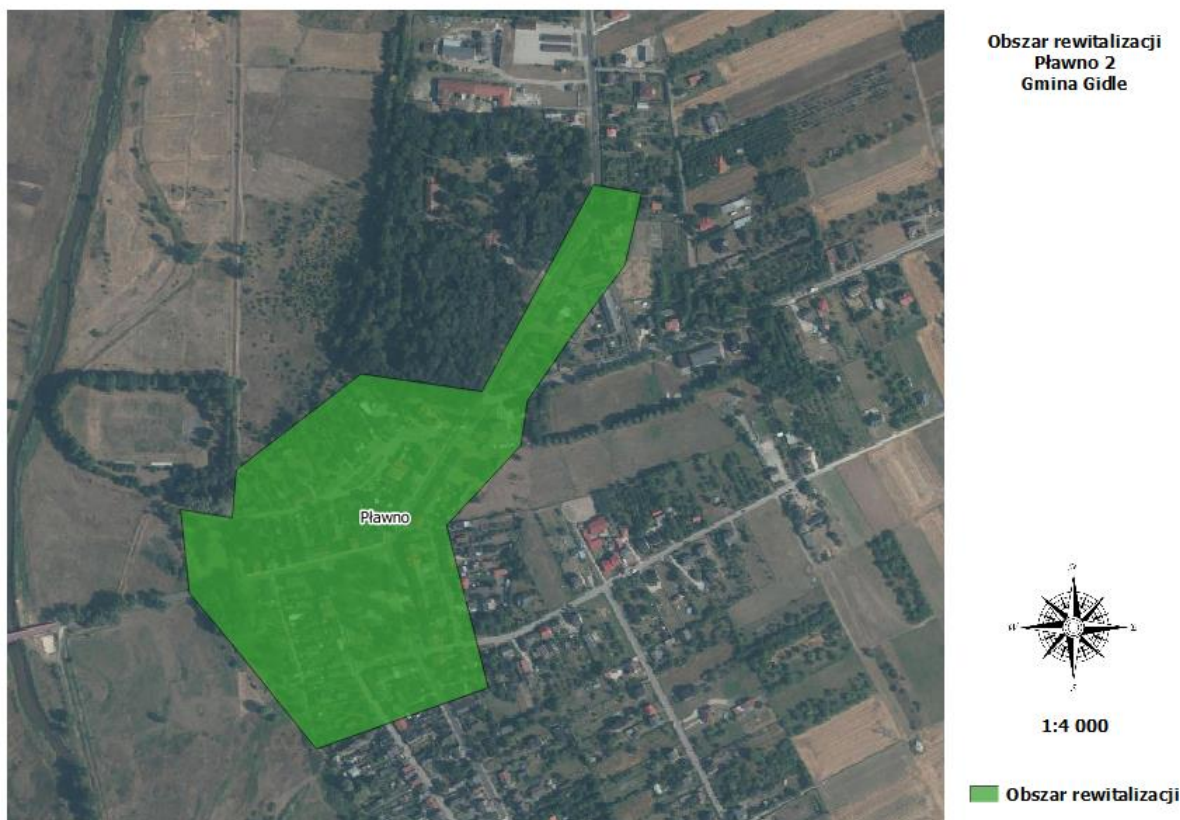 Obszar rewitalizacji
Pławno 2
Gmina Gidle
Pławno
W
E
S
1:4 000
Obszar rewitalizacji